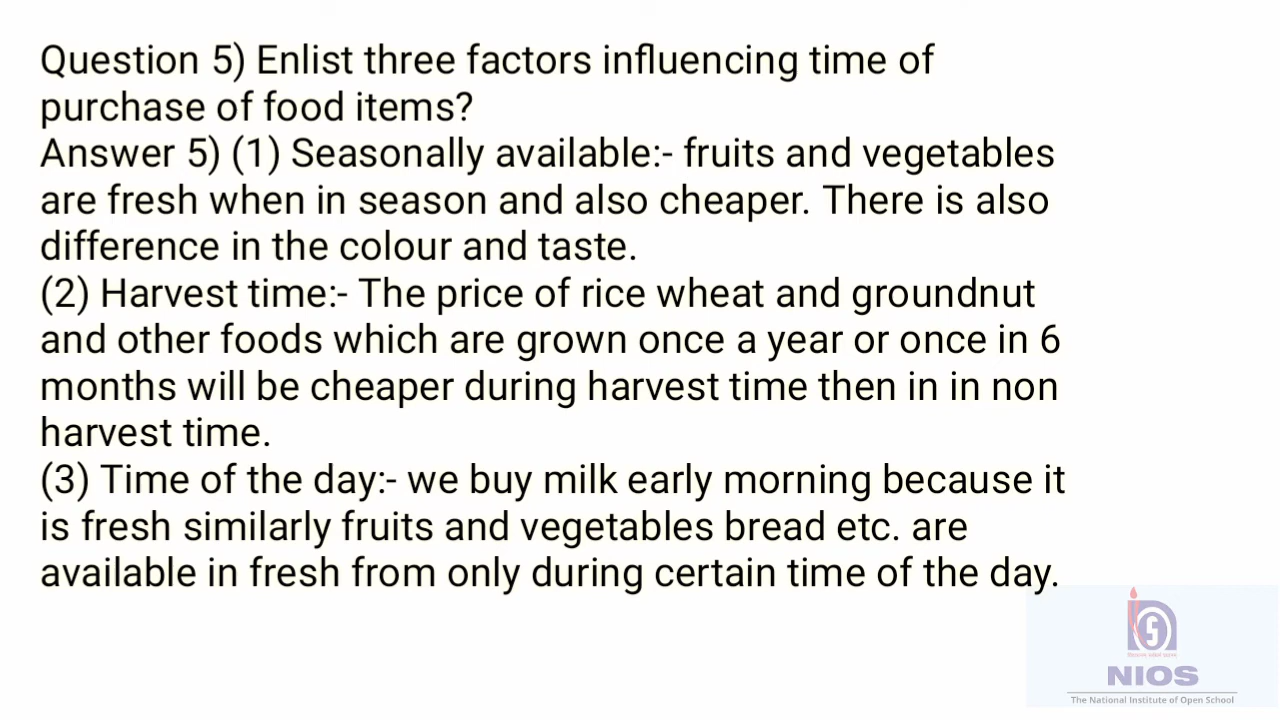 Question 5) Enlist three factors influencing time of
purchase of food items?
Answer 5) (1) Seasonally available:- fruits and vegetables
are fresh when in season and also cheaper. There is also
difference in the colour and taste.
(2) Harvest time:- The price of rice wheat and groundnut
and other foods which are grown once a year or once in 6
months will be cheaper during harvest time then in in non
harvest time.
(3) Time of the day:- we buy milk early morning because it
is fresh similarly fruits and vegetables bread etc. are
available in fresh from only during certain time of the day.
NIOS
The National Institute of Open School